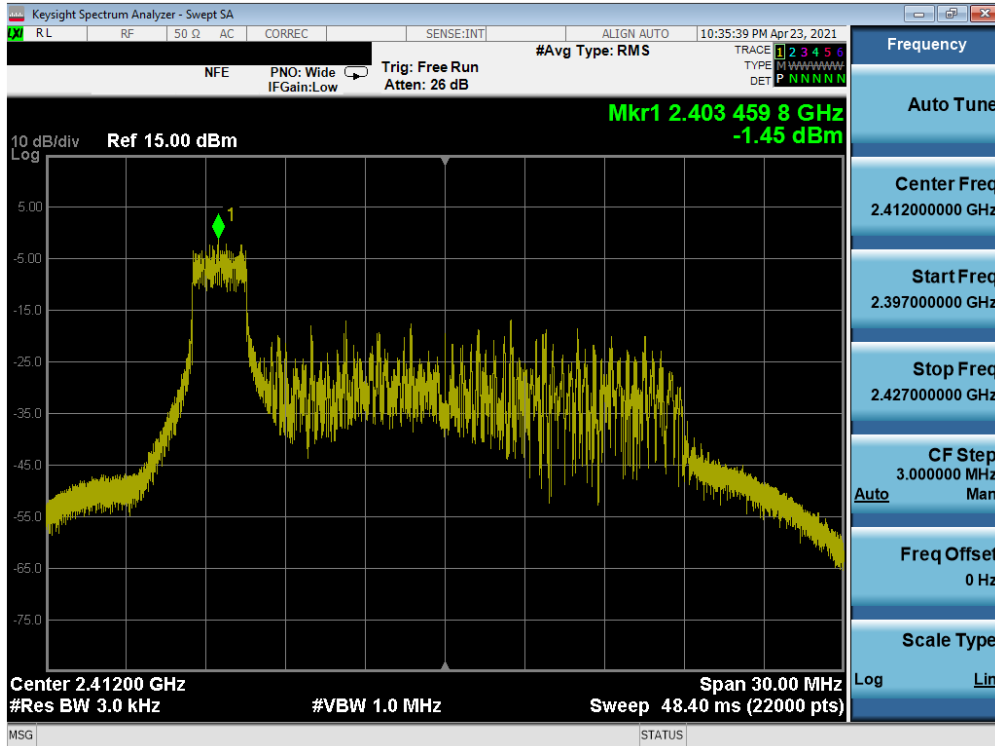 Keysight Spectrum Analyzer - Swept SA
LXI RL RF 50 Ω AC CORREC SENSE:INT ALIGN AUTO 10:35:39 PM Apr 23, 2021
NFE PNO: Wide Trig: Free Run #Avg Type: RMS TRACE 1 2 3 4 5 6
IFGain:Low Atten: 26 dB TYPE M WWWWW
DET P N N N N N
Mkr1 2.403 459 8 GHz
-1.45 dBm
10 dB/div Ref 15.00 dBm
Log
1
5.00
-5.00
-15.0
-25.0
-35.0
-45.0
-55.0
-65.0
-75.0
Center 2.41200 GHz Span 30.00 MHz
#Res BW 3.0 kHz #VBW 1.0 MHz Sweep 48.40 ms (22000 pts)
MSG STATUS
Frequency
Auto Tune
Center Freq
2.412000000 GHz
Start Freq
2.397000000 GHz
Stop Freq
2.427000000 GHz
CF Step
3.000000 MHz
Auto Man
Freq Offset
0 Hz
Scale Type
Log Lin